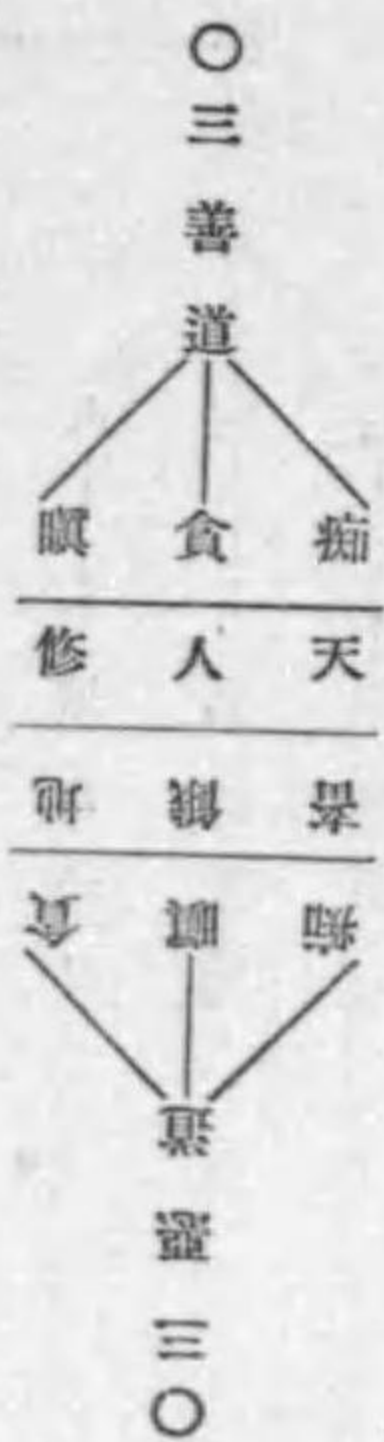 ○三善道
瞋 貪 痴
修 人 天
地 餓 畜
貪 瞋 痴
○三惡道